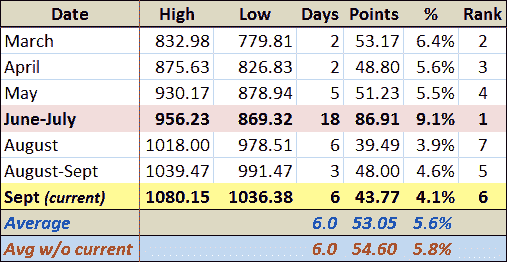 Date High Low Days Points % Rank
March 832.98 779.81 2 53.17 6.4% 2
April 875.63 826.83 2 48.80 5.6% 3
May 930.17 878.94 5 51.23 5.5% 4
June-July 956.23 869.32 18 86.91 9.1% 1
August 1018.00 978.51 6 39.49 3.9% 7
August-Sept 1039.47 991.47 3 48.00 4.6% 5
Sept (current) 1080.15 1036.38 6 43.77 4.1% 6
Average 6.0 53.05 5.6%
Avg w/o current 6.0 54.60 5.8%